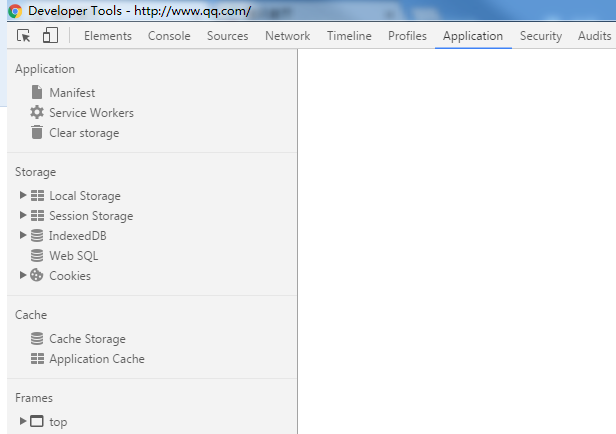 Developer Tools - http://www.qq.com/
Elements Console Sources Network Timeline Profiles Application Security Audits
Application
Manifest
Service Workers
Clear storage
Storage
Local Storage
Session Storage
IndexedDB
Web SQL
Cookies
Cache
Cache Storage
Application Cache
Frames
top